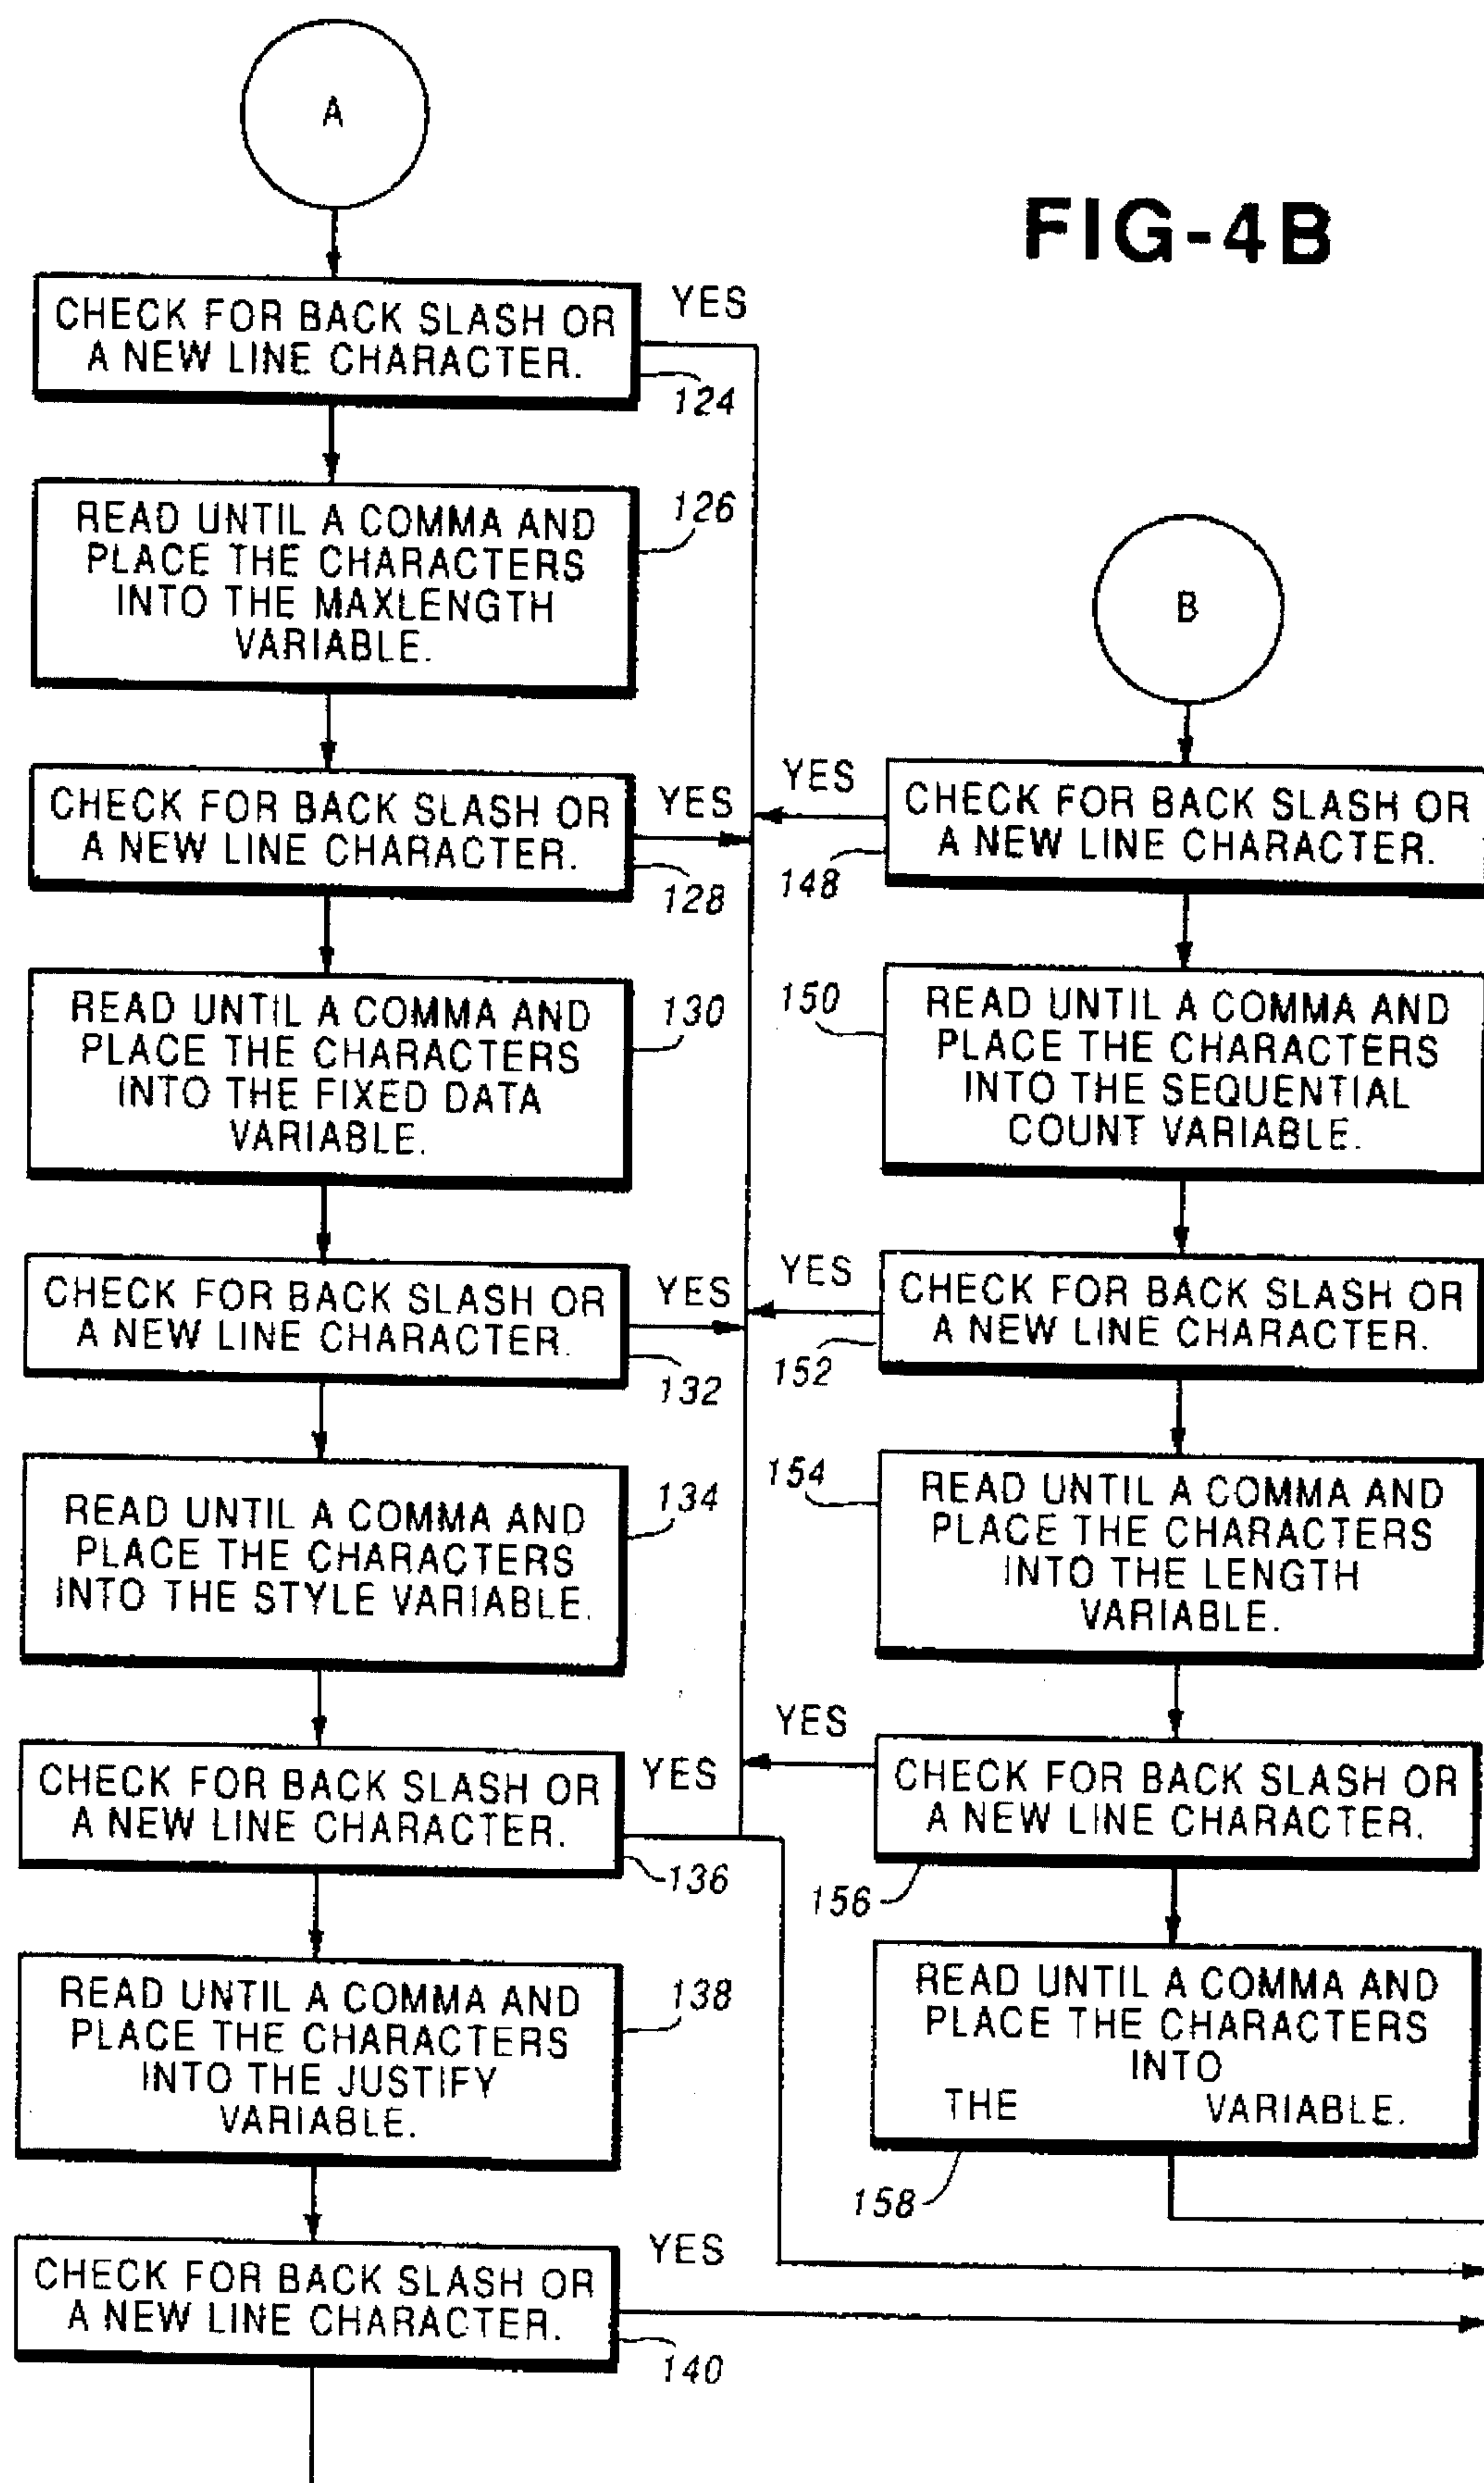 A
FIG-4B
CHECK FOR BACK SLASH OR
A NEW LINE CHARACTER.
YES
124
READ UNTIL A COMMA AND
PLACE THE CHARACTERS
INTO THE MAXLENGTH
VARIABLE.
126
CHECK FOR BACK SLASH OR
A NEW LINE CHARACTER.
YES
128
READ UNTIL A COMMA AND
PLACE THE CHARACTERS
INTO THE FIXED DATA
VARIABLE.
130
CHECK FOR BACK SLASH OR
A NEW LINE CHARACTER.
YES
132
READ UNTIL A COMMA AND
PLACE THE CHARACTERS
INTO THE STYLE VARIABLE.
134
CHECK FOR BACK SLASH OR
A NEW LINE CHARACTER.
YES
136
READ UNTIL A COMMA AND
PLACE THE CHARACTERS
INTO THE JUSTIFY
VARIABLE.
138
CHECK FOR BACK SLASH OR
A NEW LINE CHARACTER.
YES
140
B
YES
CHECK FOR BACK SLASH OR
A NEW LINE CHARACTER.
148
150
READ UNTIL A COMMA AND
PLACE THE CHARACTERS
INTO THE SEQUENTIAL
COUNT VARIABLE.
YES
CHECK FOR BACK SLASH OR
A NEW LINE CHARACTER.
152
154
READ UNTIL A COMMA AND
PLACE THE CHARACTERS
INTO THE LENGTH
VARIABLE.
YES
CHECK FOR BACK SLASH OR
A NEW LINE CHARACTER.
156
READ UNTIL A COMMA AND
PLACE THE CHARACTERS
INTO
THE VARIABLE.
158